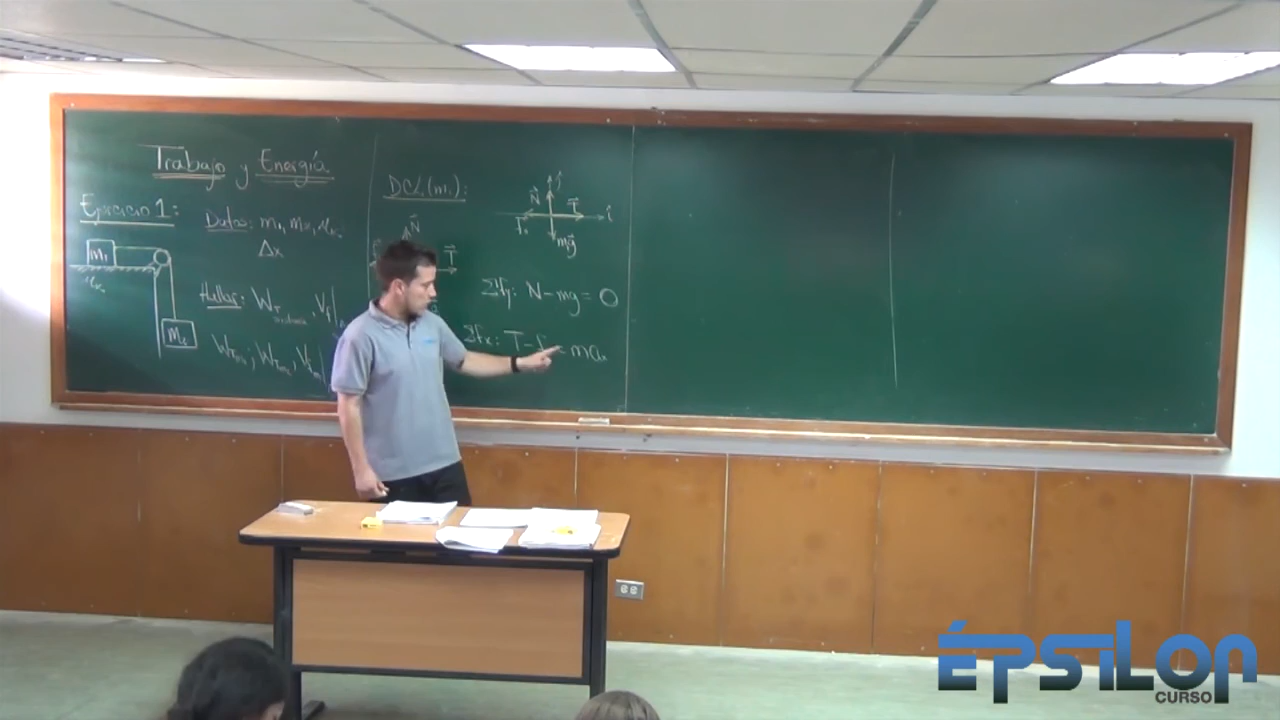 Trabajo y Energía
Ejercicio 1:
Datos: m₁, m₂, μₖ,
Δx
m₁
μₖ
M₂
Hallar: W
, V
DCL(m₁):
N
T
j
N
T
i
mg
ΣFy: N - mg = 0
ΣFx: T - f = ma
ÉPSILON
CURSO